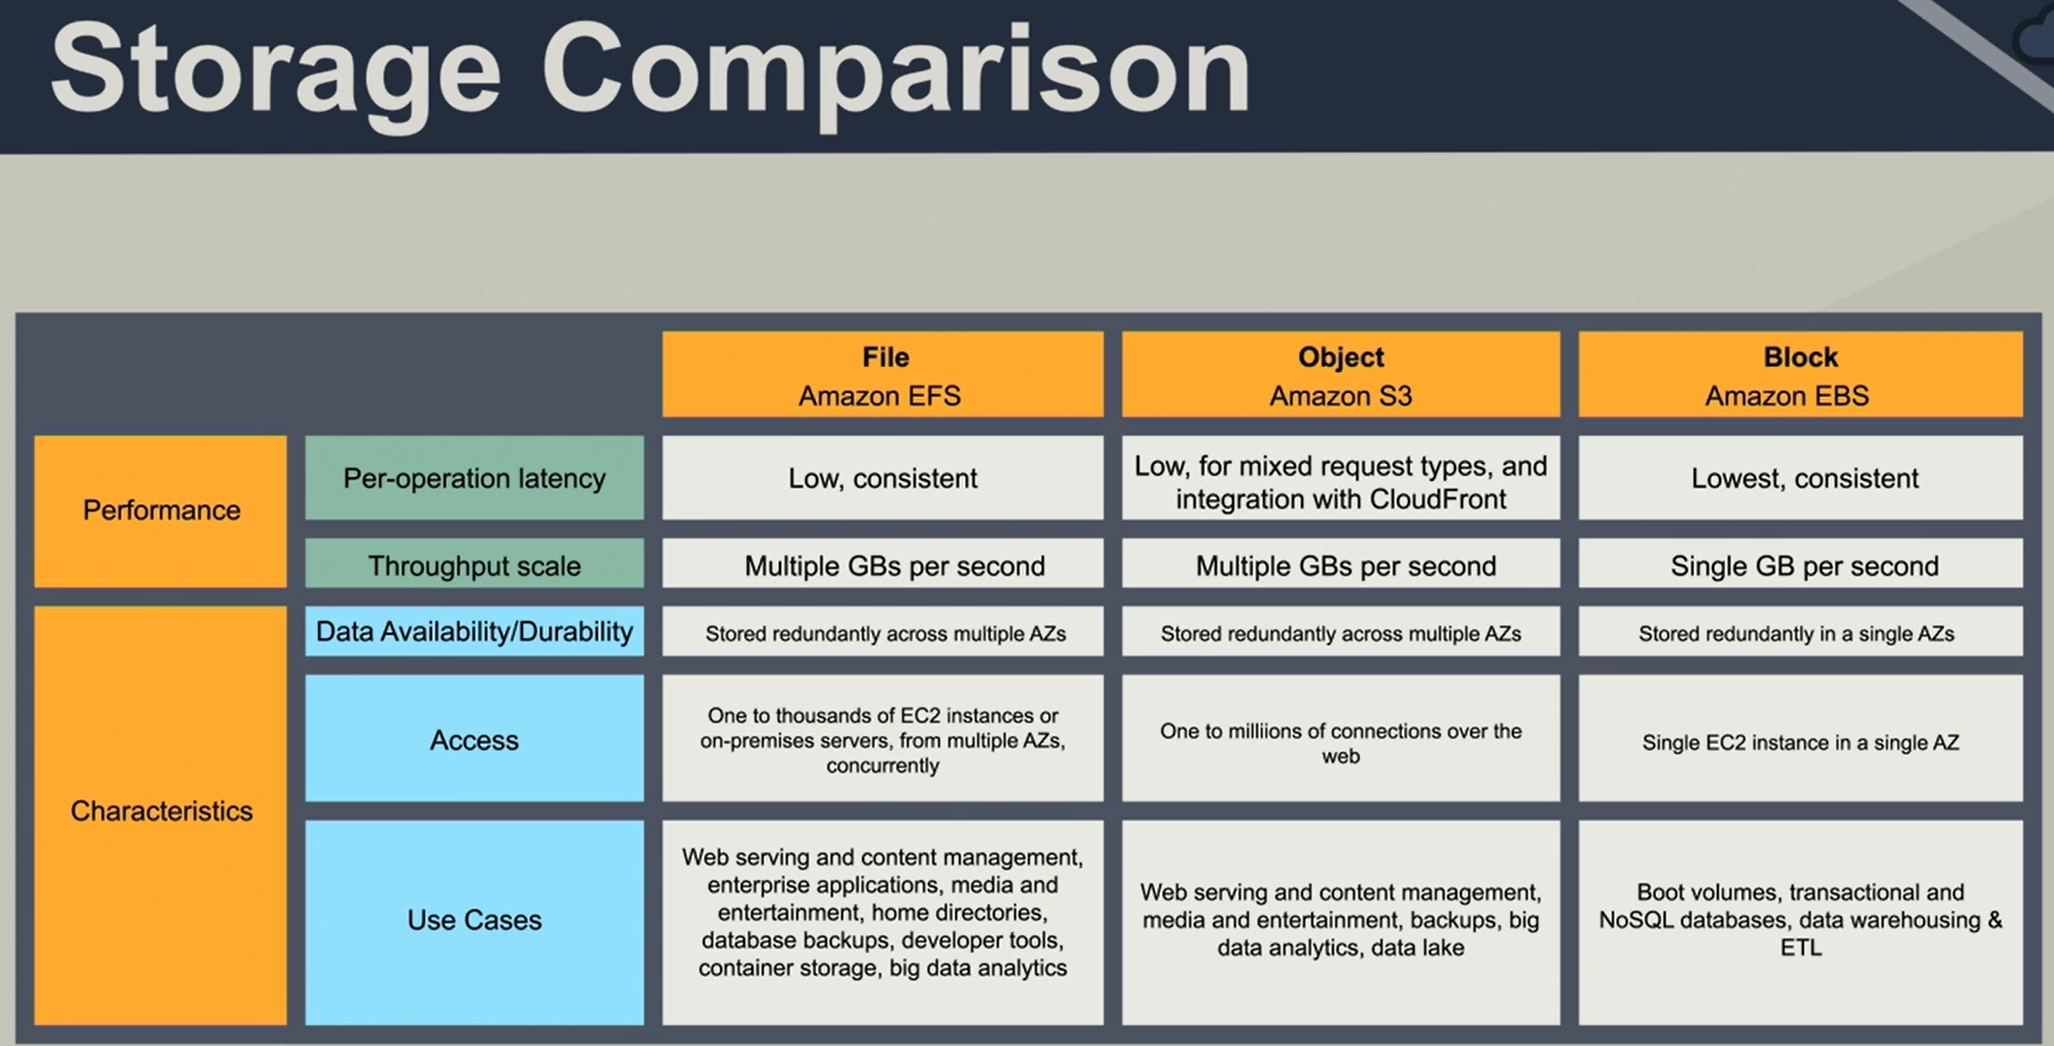 Storage Comparison
File
Amazon EFS
Object
Amazon S3
Block
Amazon EBS
Performance
Per-operation latency
Low, consistent
Low, for mixed request types, and
integration with CloudFront
Lowest, consistent
Throughput scale
Multiple GBs per second
Multiple GBs per second
Single GB per second
Characteristics
Data Availability/Durability
Stored redundantly across multiple AZs
Stored redundantly across multiple AZs
Stored redundantly in a single AZs
Access
One to thousands of EC2 instances or
on-premises servers, from multiple AZs,
concurrently
One to milliions of connections over the
web
Single EC2 instance in a single AZ
Use Cases
Web serving and content management,
enterprise applications, media and
entertainment, home directories,
database backups, developer tools,
container storage, big data analytics
Web serving and content management,
media and entertainment, backups, big
data analytics, data lake
Boot volumes, transactional and
NoSQL databases, data warehousing &
ETL